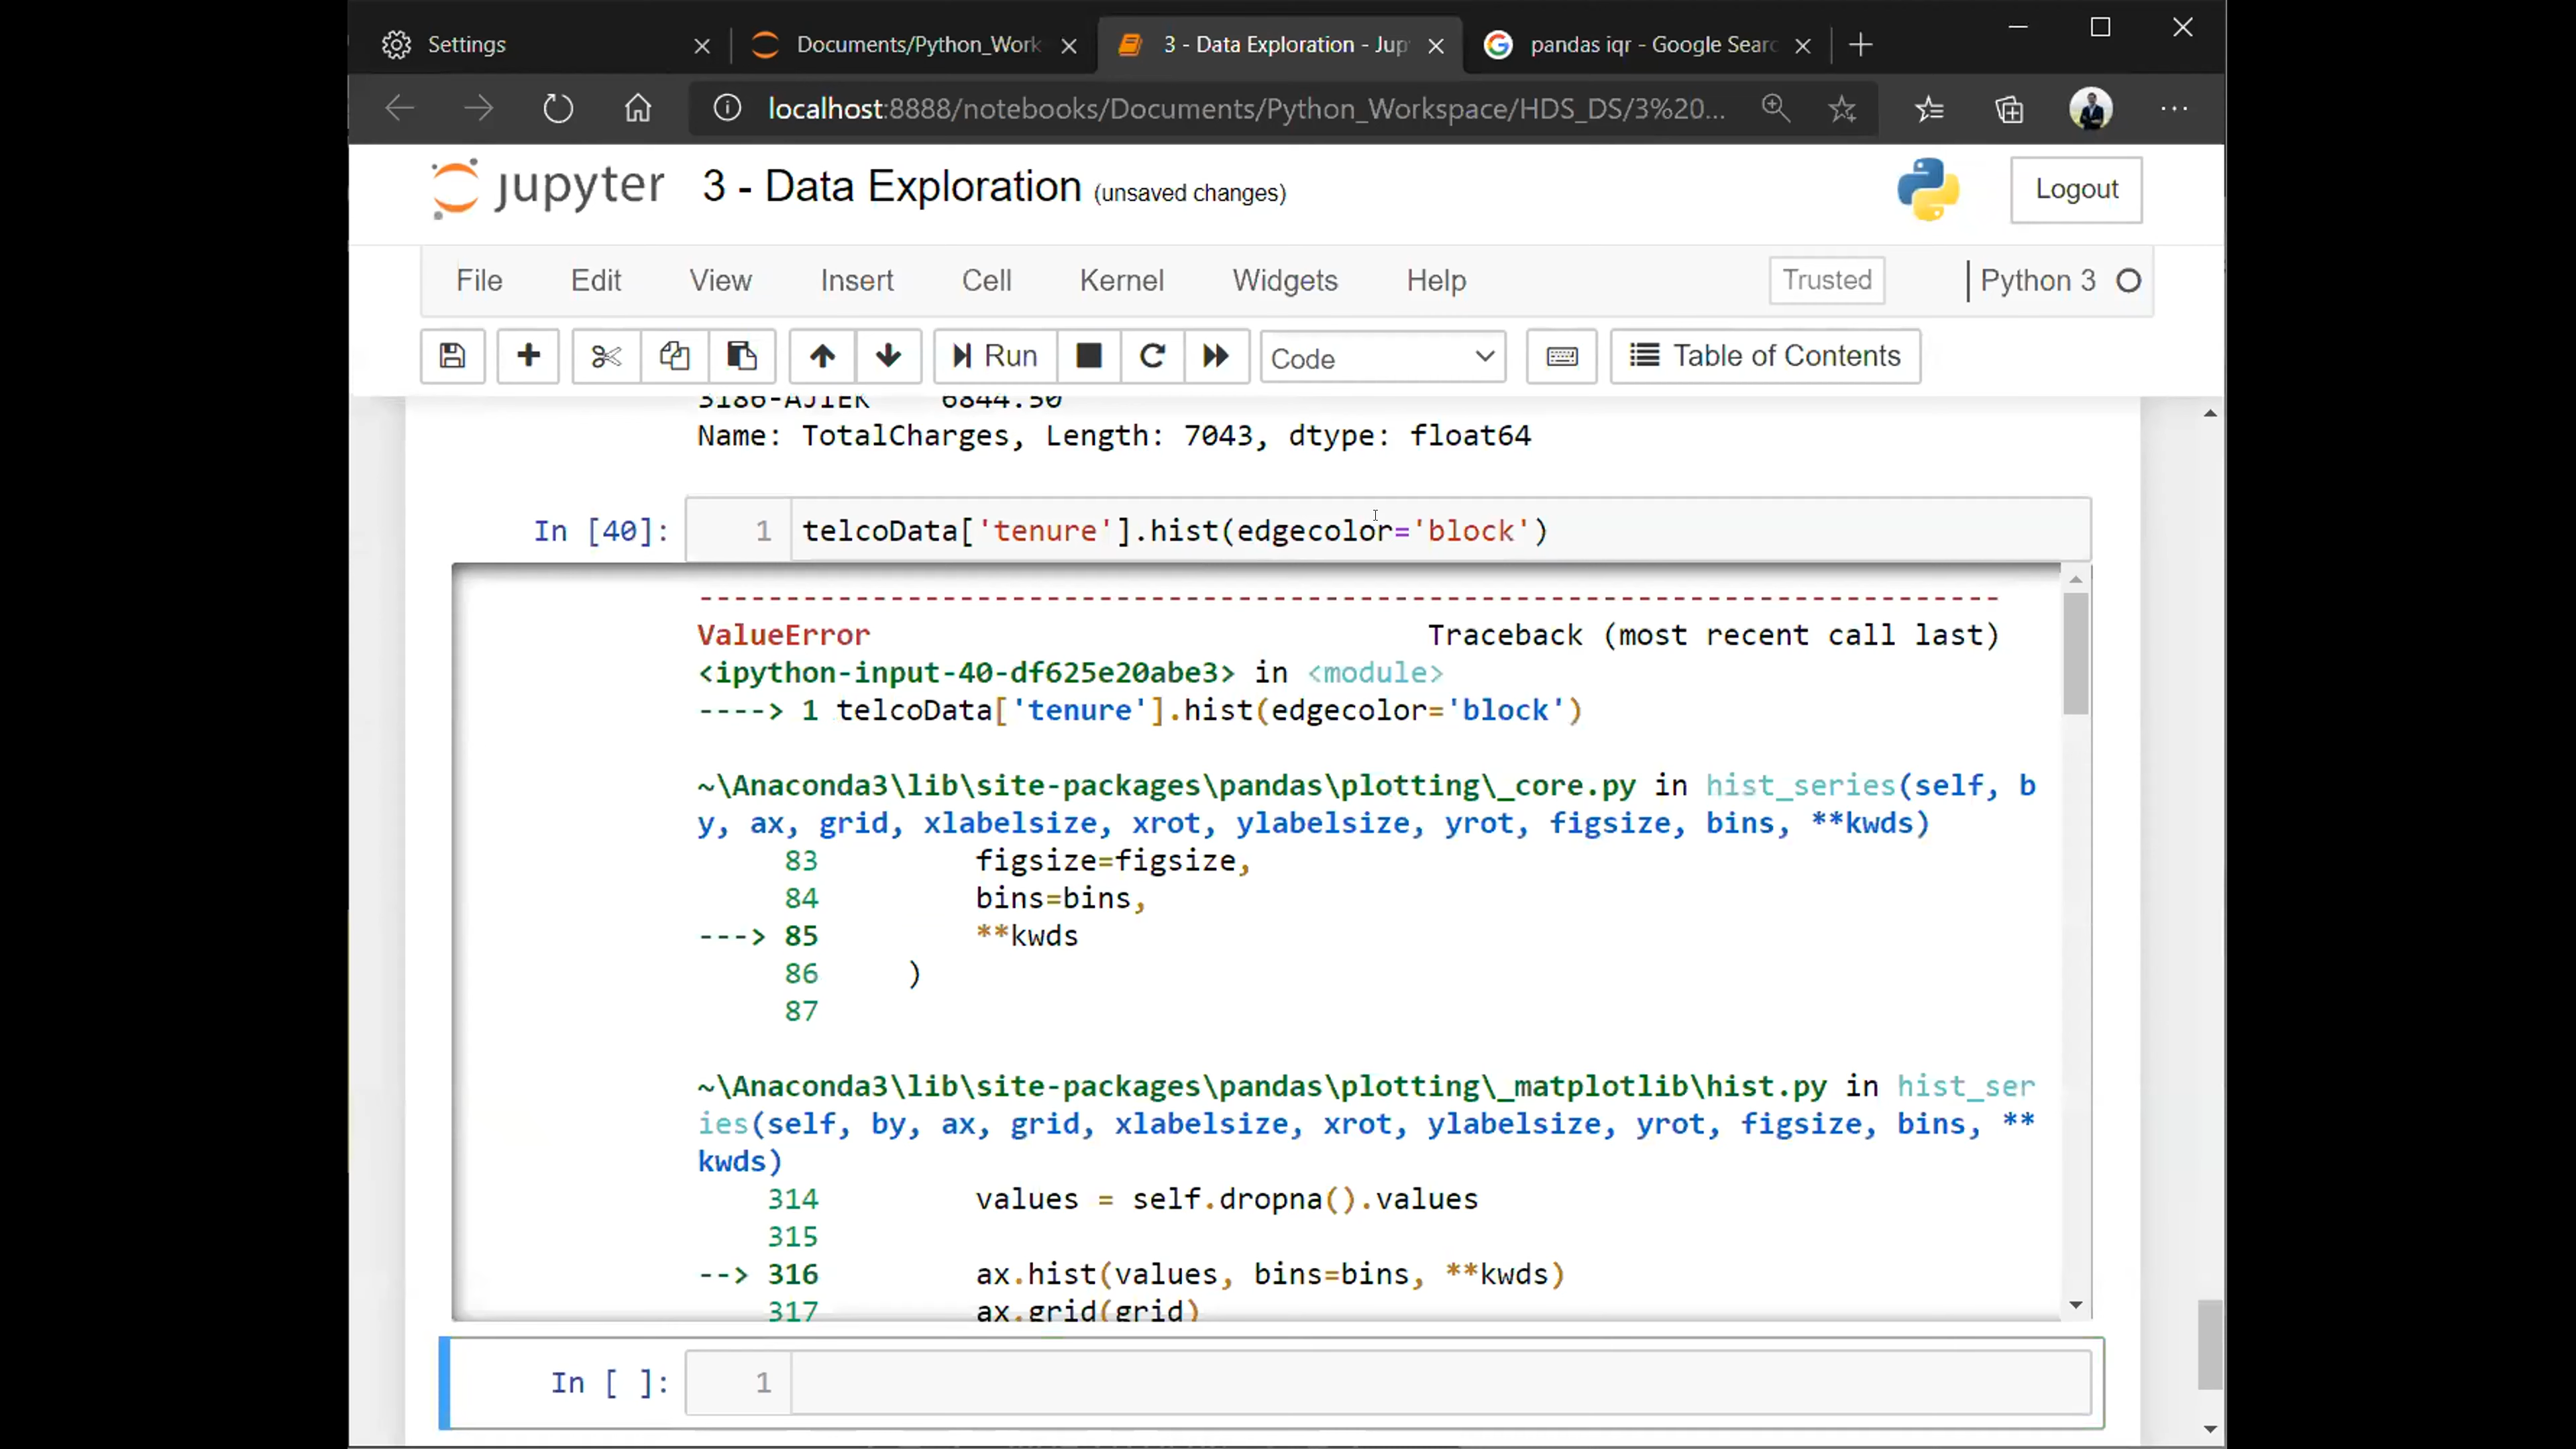 Settings
Documents/Python_Work
3 - Data Exploration - Jup
pandas iqr - Google Searc
localhost:8888/notebooks/Documents/Python_Workspace/HDS_DS/3%20...
jupyter
3 - Data Exploration (unsaved changes)
Logout
File Edit View Insert Cell Kernel Widgets Help
Trusted
Python 3
Run
Code
Table of Contents
3186-AJIEK 6844.50
Name: TotalCharges, Length: 7043, dtype: float64
In [40]: 1 telcoData['tenure'].hist(edgecolor='block')
---------------------------------------------------------------------------
ValueError Traceback (most recent call last)
<ipython-input-40-df625e20abe3> in <module>
----> 1 telcoData['tenure'].hist(edgecolor='block')
~\Anaconda3\lib\site-packages\pandas\plotting\_core.py in hist_series(self, b
y, ax, grid, xlabelsize, xrot, ylabelsize, yrot, figsize, bins, **kwds)
83 figsize=figsize,
84 bins=bins,
---> 85 **kwds
86 )
87
~\Anaconda3\lib\site-packages\pandas\plotting\_matplotlib\hist.py in hist_ser
ies(self, by, ax, grid, xlabelsize, xrot, ylabelsize, yrot, figsize, bins, **
kwds)
314 values = self.dropna().values
315
--> 316 ax.hist(values, bins=bins, **kwds)
317 ax.grid(grid)
In [ ]: 1